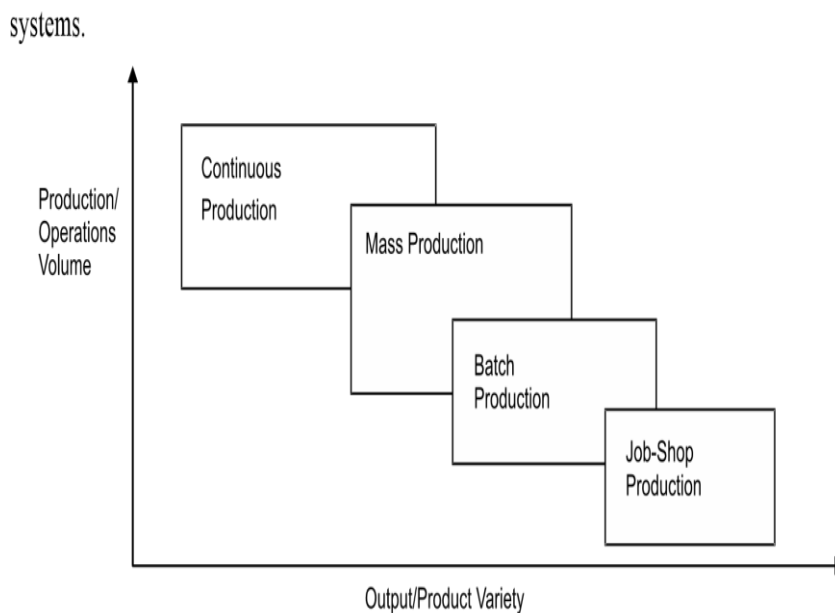 systems.
Continuous
Production
Production/
Operations
Volume
Mass Production
Batch
Production
Job-Shop
Production
Output/Product Variety